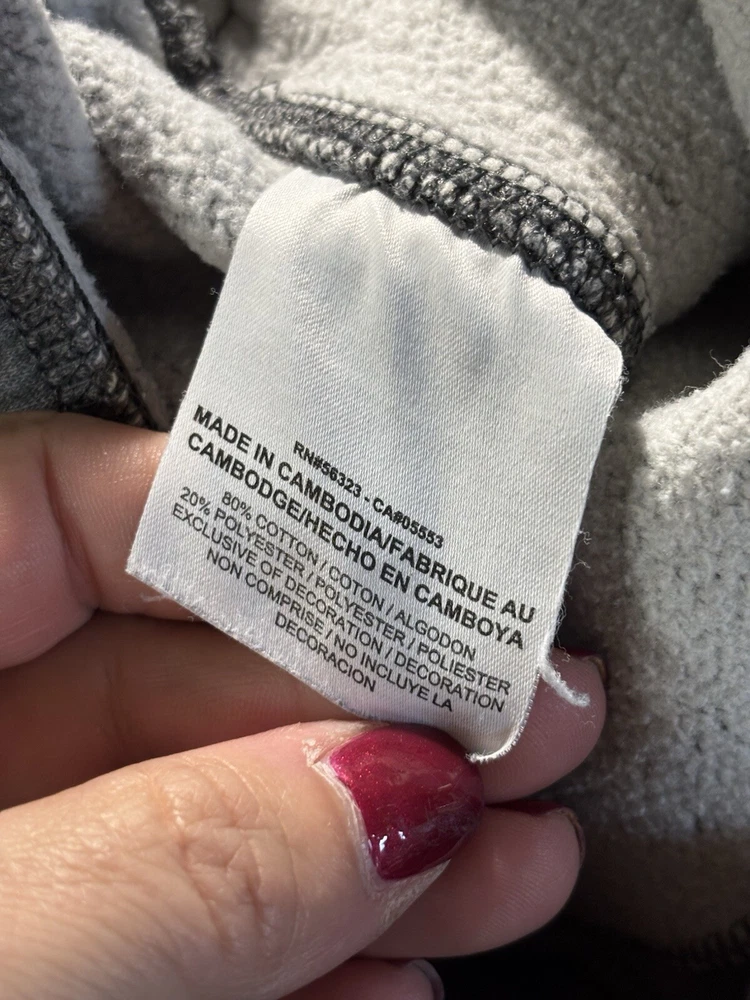 RN#56323 - CA#05553
MADE IN CAMBODIA/FABRIQUE AU
CAMBODGE/HECHO EN CAMBOYA
80% COTTON / COTON / ALGODON
20% POLYESTER / POLYESTER / POLIESTER
EXCLUSIVE OF DECORATION / DECORATION
NON COMPRISE / NO INCLUYE LA
DECORACION